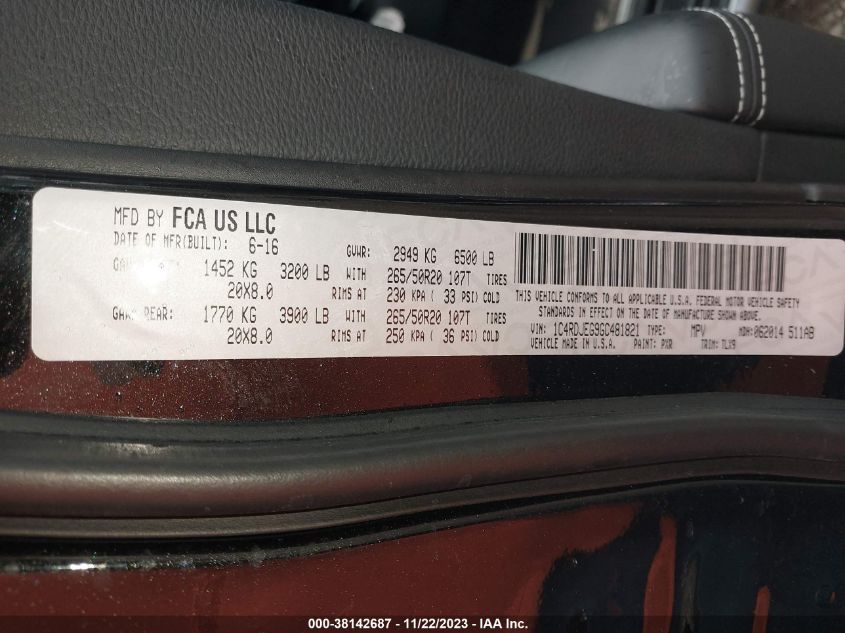 MFD BY FCA US LLC
DATE OF MFR(BUILT): 6-16 GVWR: 2949 KG 6500 LB
1452 KG 3200 LB WITH 265/50R20 107T TIRES
20X8.0 RIMS AT 230 KPA ( 33 PSI) COLD
GAWR REAR: 1770 KG 3900 LB WITH 265/50R20 107T TIRES
20X8.0 RIMS AT 250 KPA ( 36 PSI) COLD
THIS VEHICLE CONFORMS TO ALL APPLICABLE U.S.A. FEDERAL MOTOR VEHICLE SAFETY
STANDARDS IN EFFECT ON THE DATE OF MANUFACTURE SHOWN ABOVE.
VIN: 1C4RDJEG9GC481821 TYPE: MPV MDH: 062014 511AB
VEHICLE MADE IN U.S.A. PAINT: PXR TRIM: TLX9
000-38142687 - 11/22/2023 - IAA Inc.